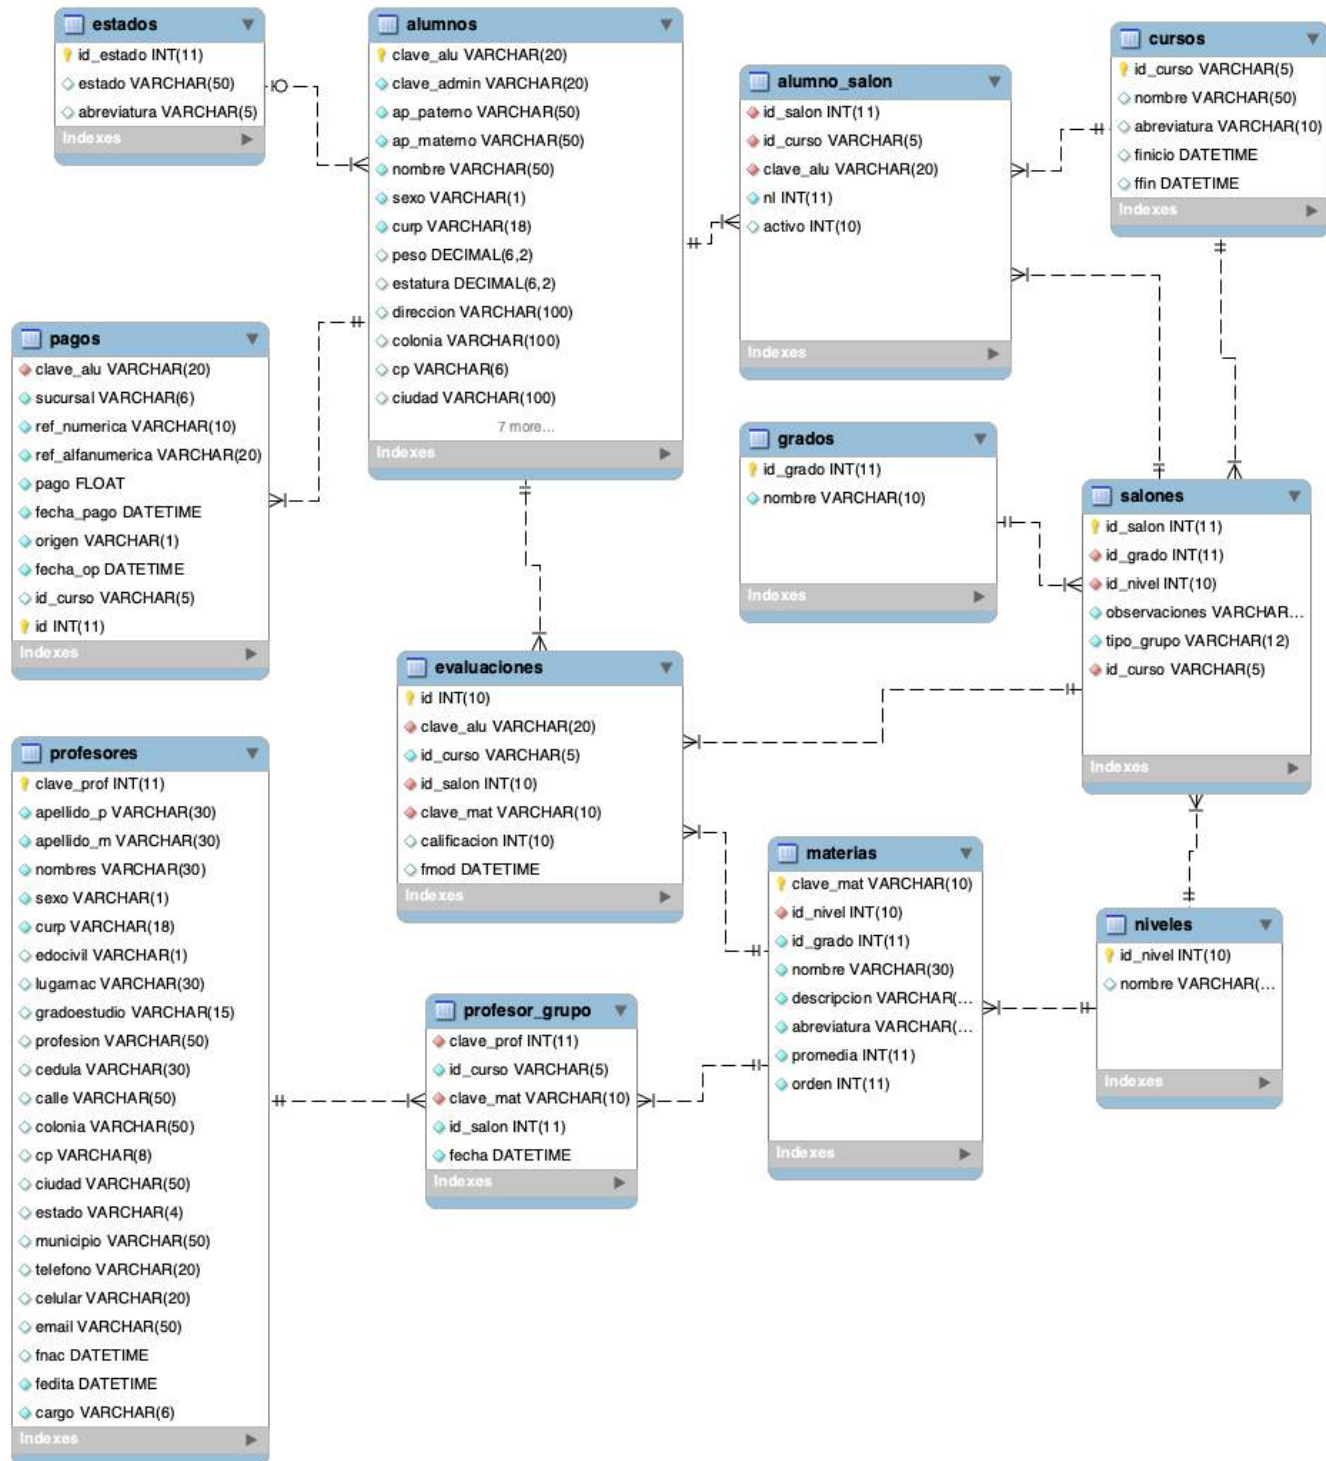 estados
id_estado INT(11)
estado VARCHAR(50)
abreviatura VARCHAR(5)
Indexes
alumnos
clave_alu VARCHAR(20)
clave_admin VARCHAR(20)
ap_paterno VARCHAR(50)
ap_materno VARCHAR(50)
nombre VARCHAR(50)
sexo VARCHAR(1)
curp VARCHAR(18)
peso DECIMAL(6,2)
estatura DECIMAL(6,2)
direccion VARCHAR(100)
colonia VARCHAR(100)
cp VARCHAR(6)
ciudad VARCHAR(100)
7 more...
Indexes
alumno_salon
id_salon INT(11)
id_curso VARCHAR(5)
clave_alu VARCHAR(20)
nl INT(11)
activo INT(10)
Indexes
cursos
id_curso VARCHAR(5)
nombre VARCHAR(50)
abreviatura VARCHAR(10)
finicio DATETIME
ffin DATETIME
Indexes
pagos
clave_alu VARCHAR(20)
sucursal VARCHAR(6)
ref_numerica VARCHAR(10)
ref_alfanumerica VARCHAR(20)
pago FLOAT
fecha_pago DATETIME
origen VARCHAR(1)
fecha_op DATETIME
id_curso VARCHAR(5)
id INT(11)
Indexes
grados
id_grado INT(11)
nombre VARCHAR(10)
Indexes
salones
id_salon INT(11)
id_grado INT(11)
id_nivel INT(10)
observaciones VARCHAR...
tipo_grupo VARCHAR(12)
id_curso VARCHAR(5)
Indexes
evaluaciones
id INT(10)
clave_alu VARCHAR(20)
id_curso VARCHAR(5)
id_salon INT(10)
clave_mat VARCHAR(10)
calificacion INT(10)
fmod DATETIME
Indexes
profesores
clave_prof INT(11)
apellido_p VARCHAR(30)
apellido_m VARCHAR(30)
nombres VARCHAR(30)
sexo VARCHAR(1)
curp VARCHAR(18)
edocivil VARCHAR(1)
lugarnac VARCHAR(30)
gradoestudio VARCHAR(15)
profesion VARCHAR(50)
cedula VARCHAR(30)
calle VARCHAR(50)
colonia VARCHAR(50)
cp VARCHAR(8)
ciudad VARCHAR(50)
estado VARCHAR(4)
municipio VARCHAR(50)
telefono VARCHAR(20)
celular VARCHAR(20)
email VARCHAR(50)
fnac DATETIME
fedita DATETIME
cargo VARCHAR(6)
Indexes
materias
clave_mat VARCHAR(10)
id_nivel INT(10)
id_grado INT(11)
nombre VARCHAR(30)
descripcion VARCHAR(...
abreviatura VARCHAR(...
promedia INT(11)
orden INT(11)
Indexes
niveles
id_nivel INT(10)
nombre VARCHAR(...
Indexes
profesor_grupo
clave_prof INT(11)
id_curso VARCHAR(5)
clave_mat VARCHAR(10)
id_salon INT(11)
fecha DATETIME
Indexes